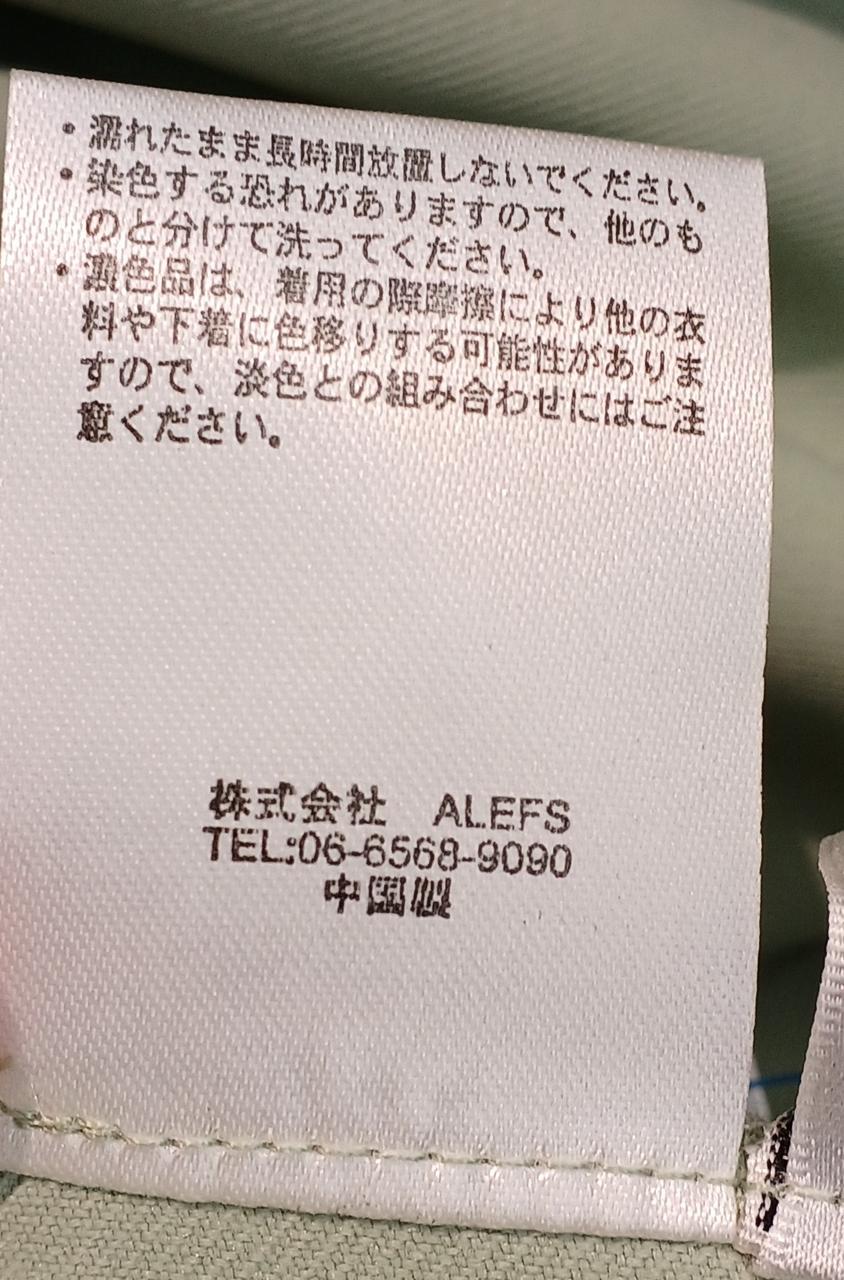 ・濡れたまま長時間放置しないでください。
・染色する恐れがありますので、他のも
のと分けて洗ってください。
・濃色品は、着用の際摩擦により他の衣
料や下着に色移りする可能性がありま
すので、淡色との組み合わせにはご注
意ください。
株式会社　ALEFS
TEL:06-6568-9090
中国製